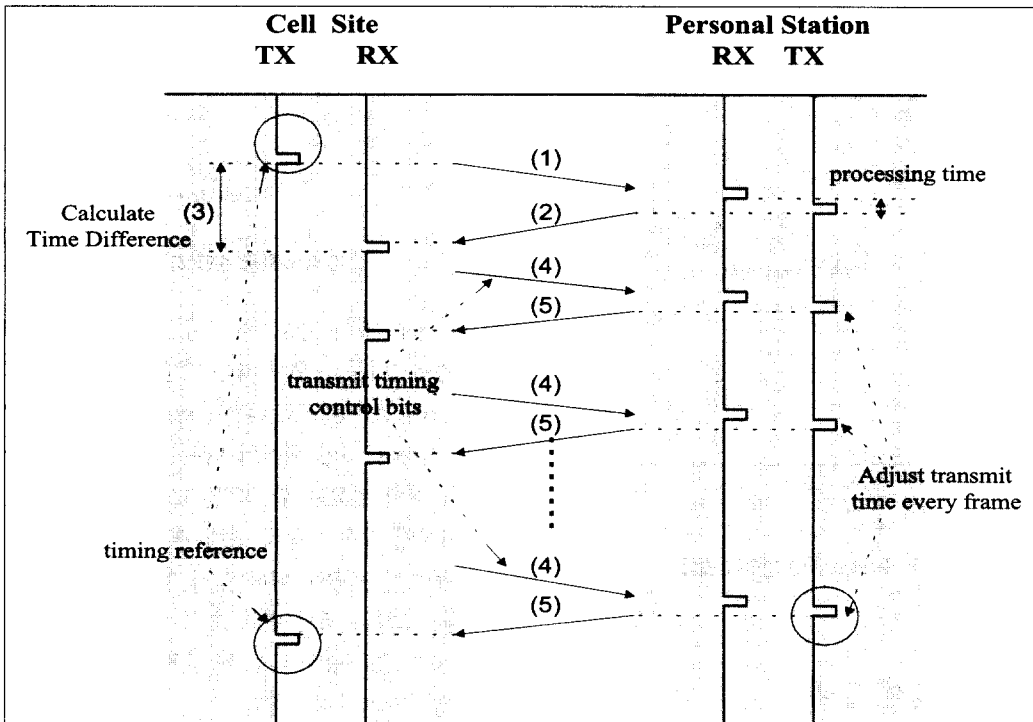 Cell Site
Personal Station
TX
RX
RX
TX
(1)
processing time
Calculate
Time Difference
(3)
(2)
(4)
(5)
transmit timing
control bits
(4)
(5)
Adjust transmit
time every frame
timing reference
(4)
(5)